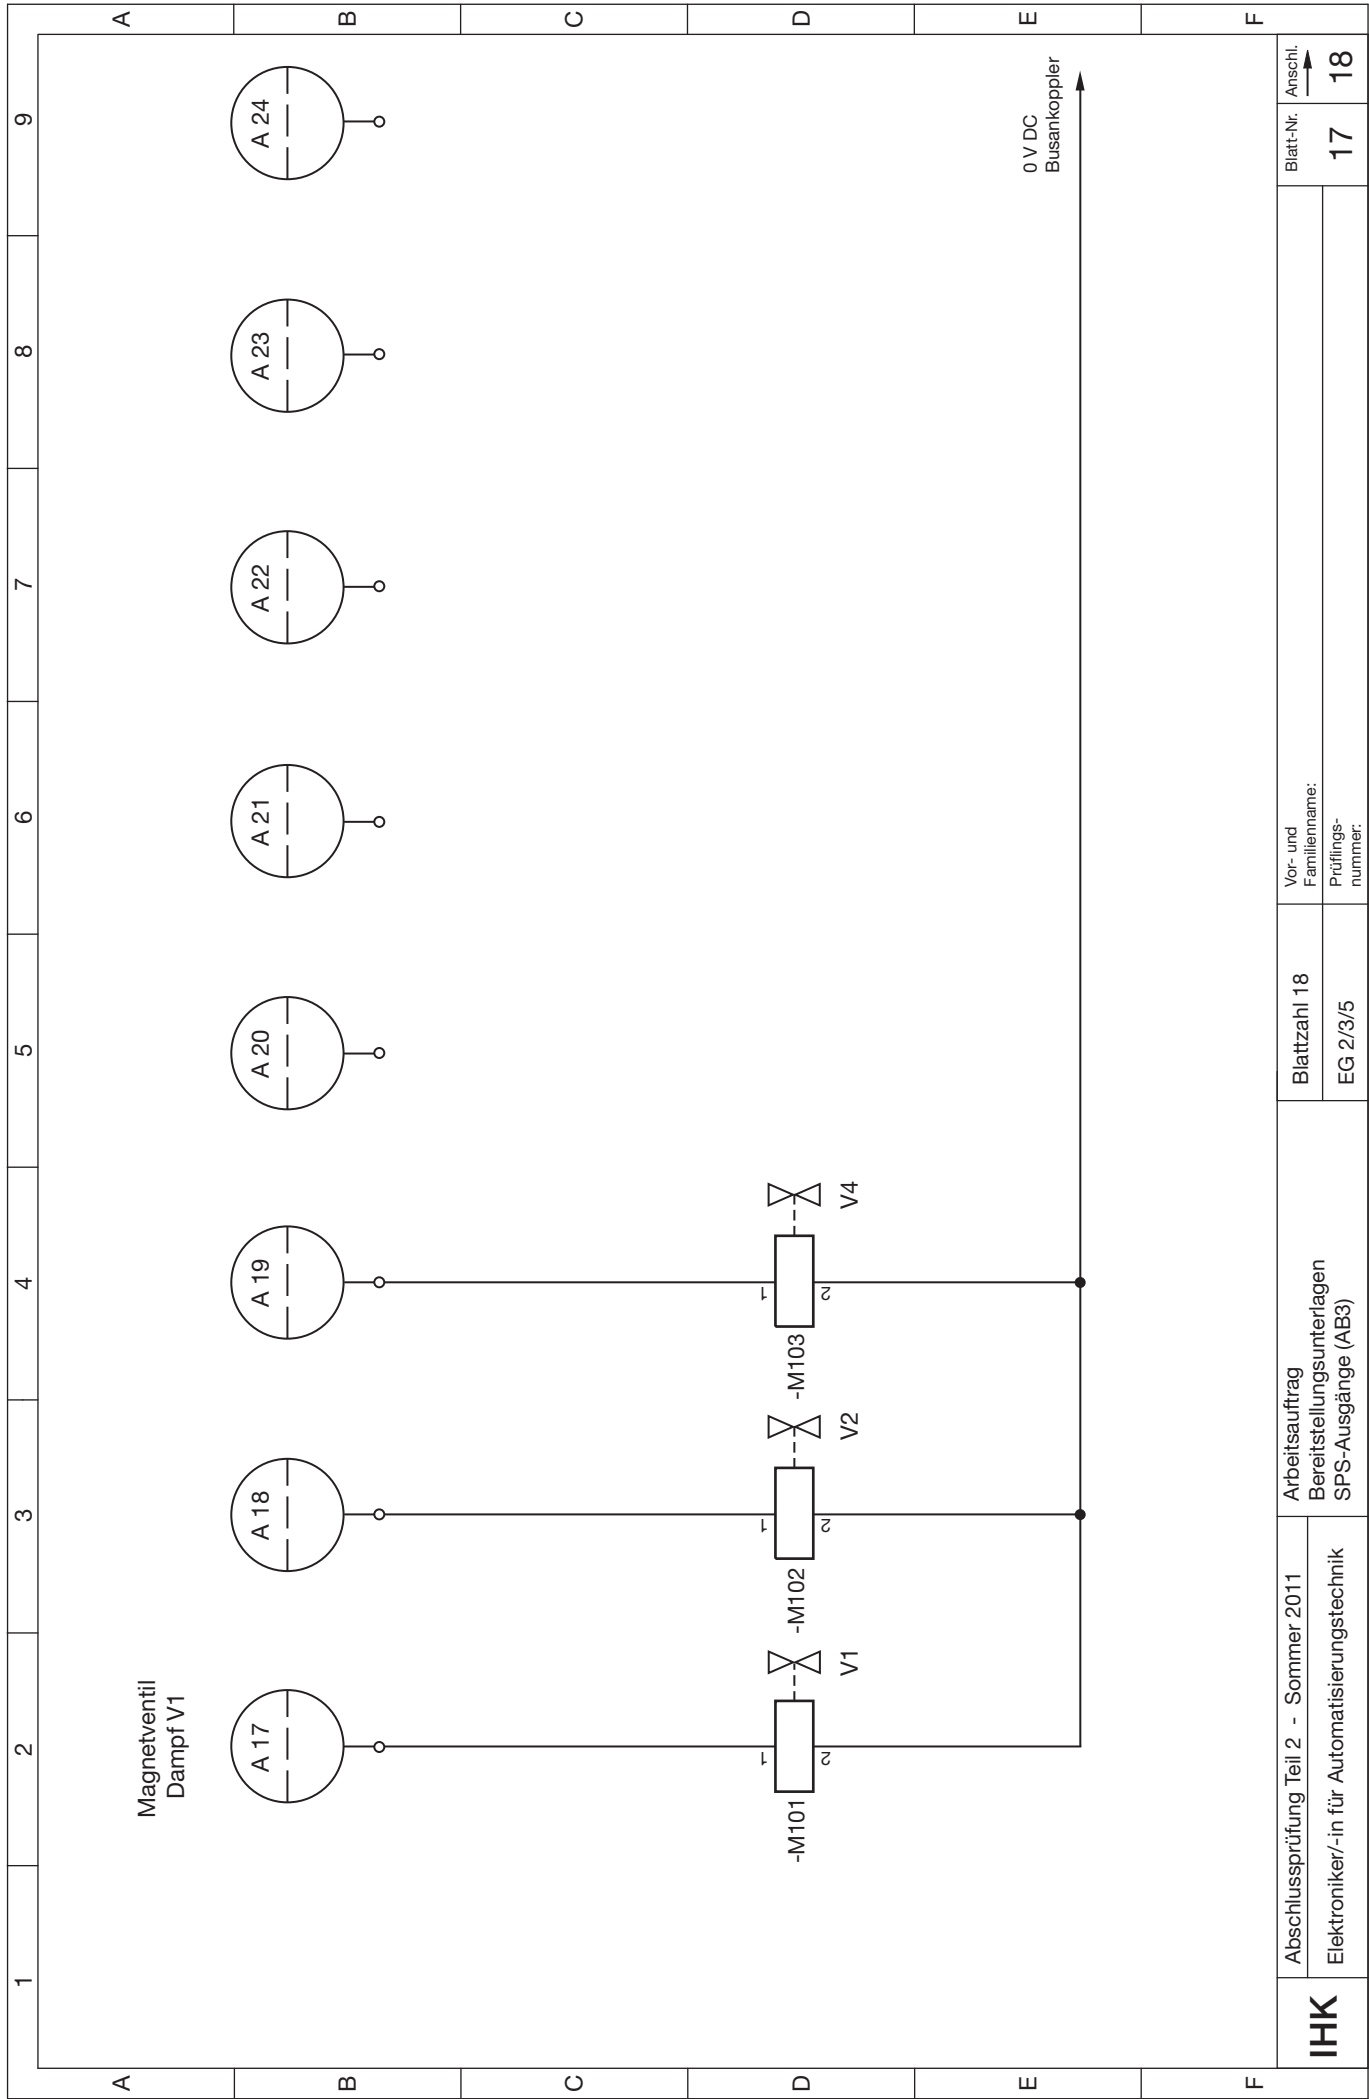 1
2
3
4
5
6
7
8
9
A
A
B
B
C
C
D
D
E
E
F
F
Magnetventil
Dampf V1
A 17
A 18
A 19
A 20
A 21
A 22
A 23
A 24
1
1
1
-M101
-M102
-M103
2
2
2
V1
V2
V4
0 V DC
Busankoppler
IHK
Abschlussprüfung Teil 2 - Sommer 2011
Elektroniker/-in für Automatisierungstechnik
Arbeitsauftrag
Bereitstellungsunterlagen
SPS-Ausgänge (AB3)
Blattzahl 18
EG 2/3/5
Vor- und
Familienname:
Prüflings-
nummer:
Blatt-Nr.
17
Anschl.
18